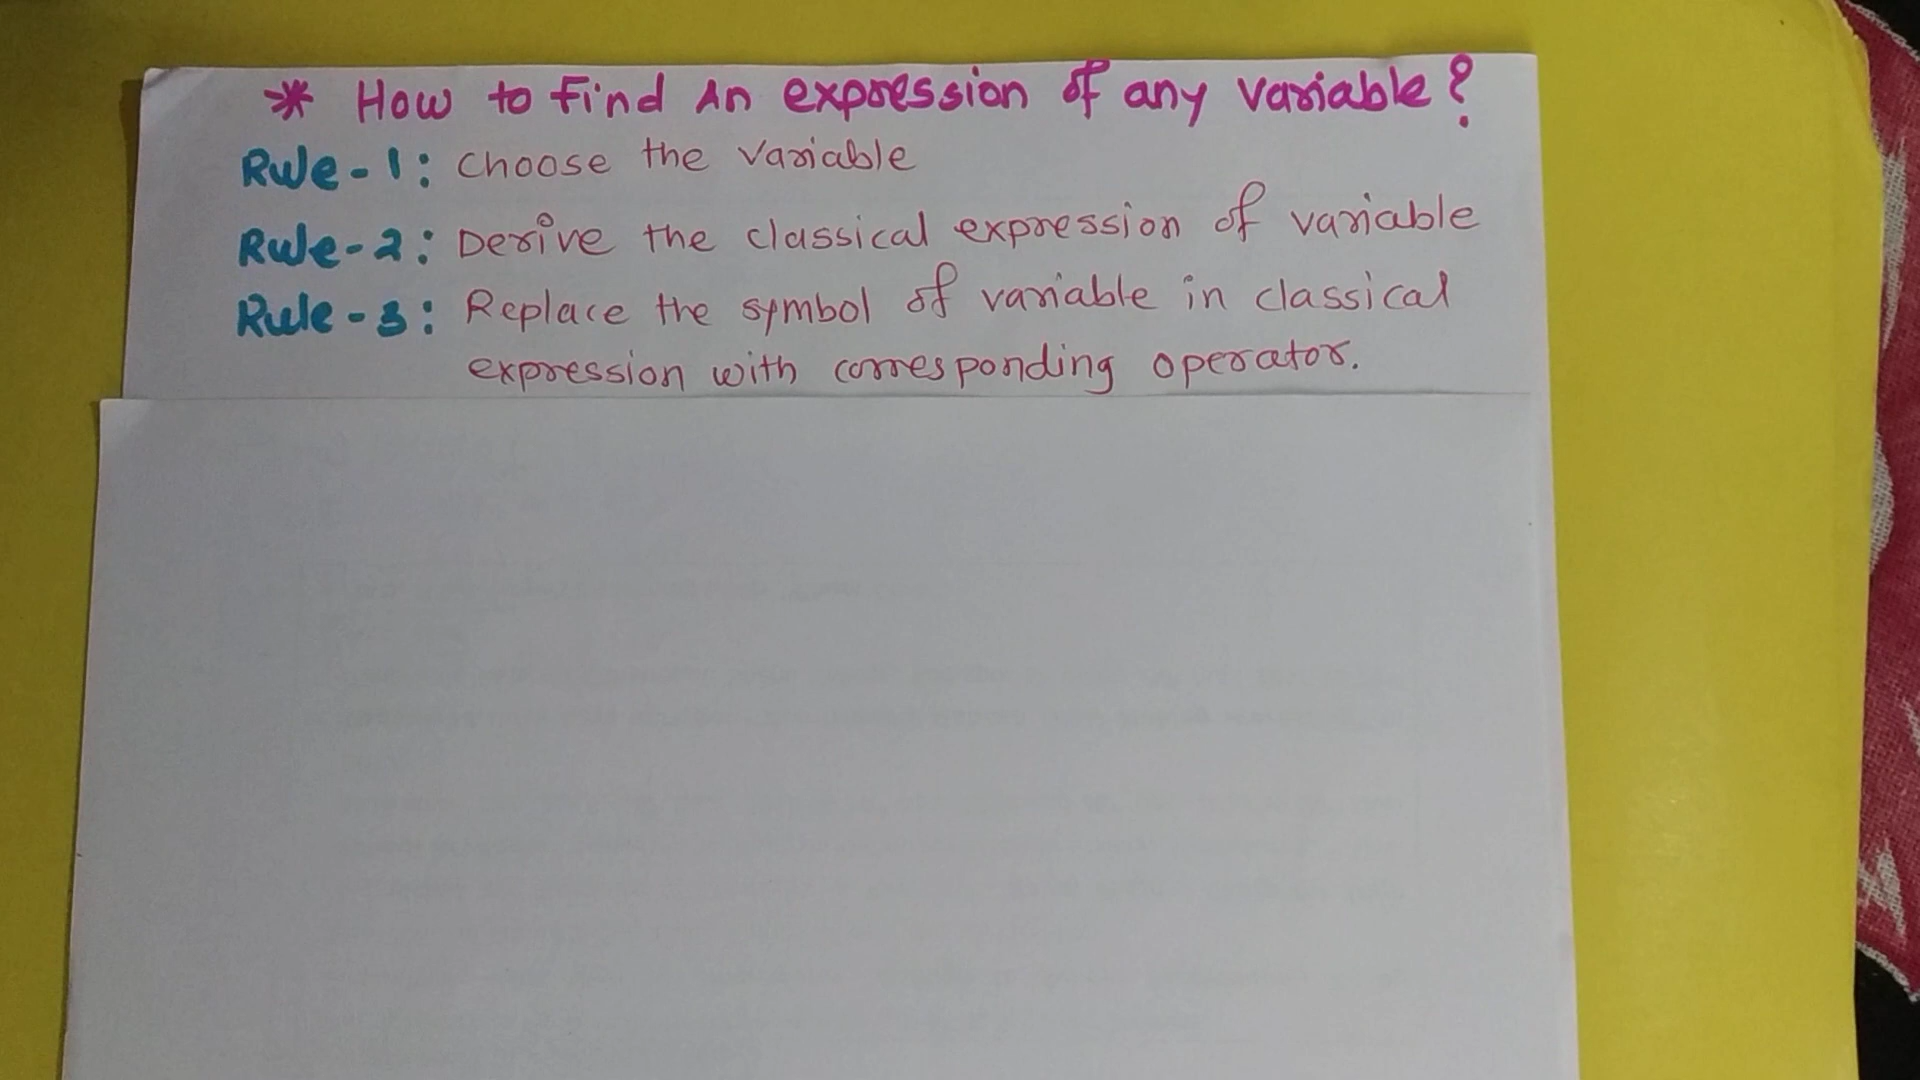 * How to Find An expression of any variable?
Rule-1: choose the variable
Rule-2: Derive the classical expression of variable
Rule-3: Replace the symbol of variable in classical
expression with corresponding operator.